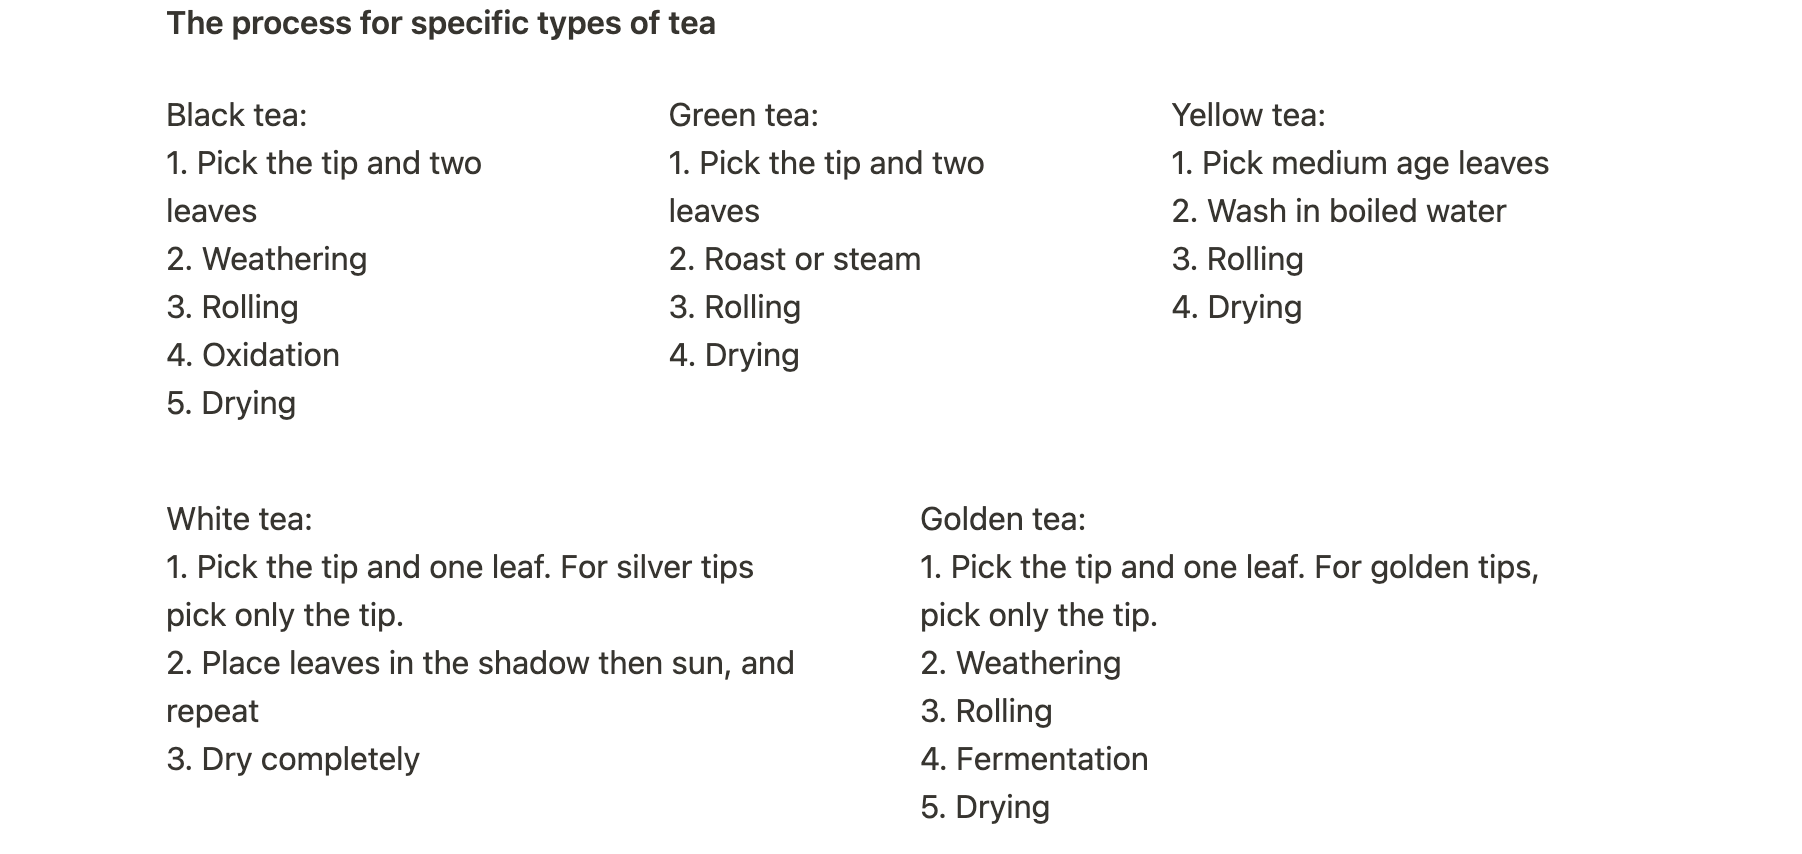 The process for specific types of tea
Black tea:
1. Pick the tip and two
leaves
2. Weathering
3. Rolling
4. Oxidation
5. Drying
Green tea:
1. Pick the tip and two
leaves
2. Roast or steam
3. Rolling
4. Drying
Yellow tea:
1. Pick medium age leaves
2. Wash in boiled water
3. Rolling
4. Drying
White tea:
1. Pick the tip and one leaf. For silver tips
pick only the tip.
2. Place leaves in the shadow then sun, and
repeat
3. Dry completely
Golden tea:
1. Pick the tip and one leaf. For golden tips,
pick only the tip.
2. Weathering
3. Rolling
4. Fermentation
5. Drying